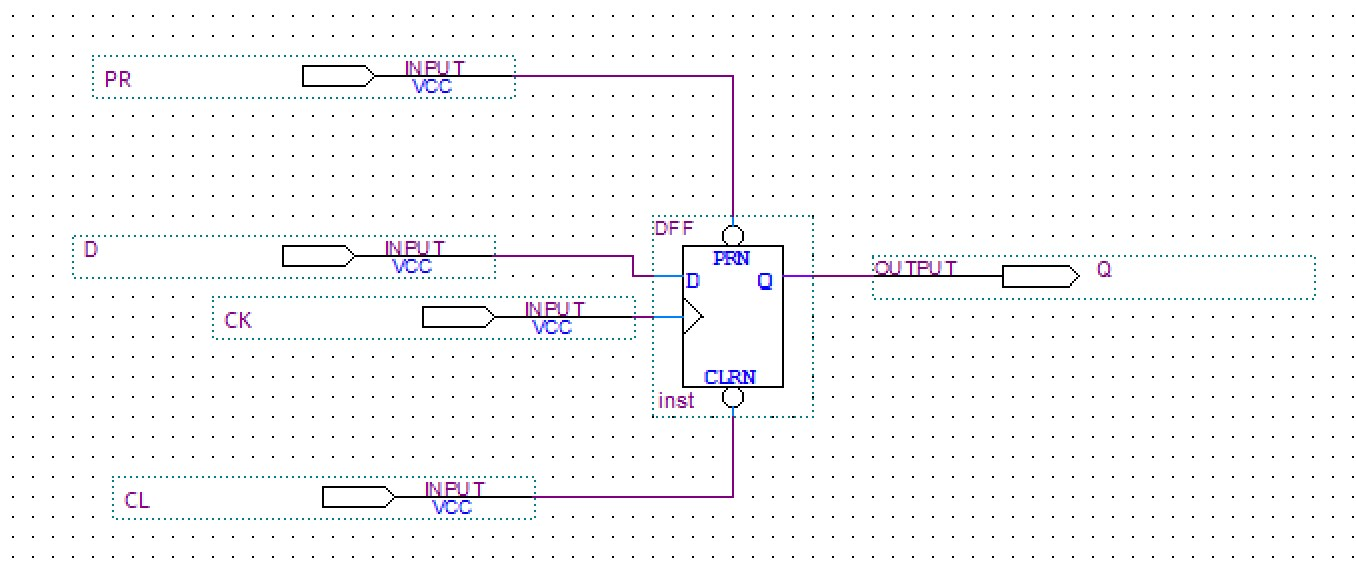 PR
INPUT
VCC
DFF
PRN
D
INPUT
VCC
D
Q
OUTPUT
Q
CK
INPUT
VCC
CLRN
inst
CL
INPUT
VCC